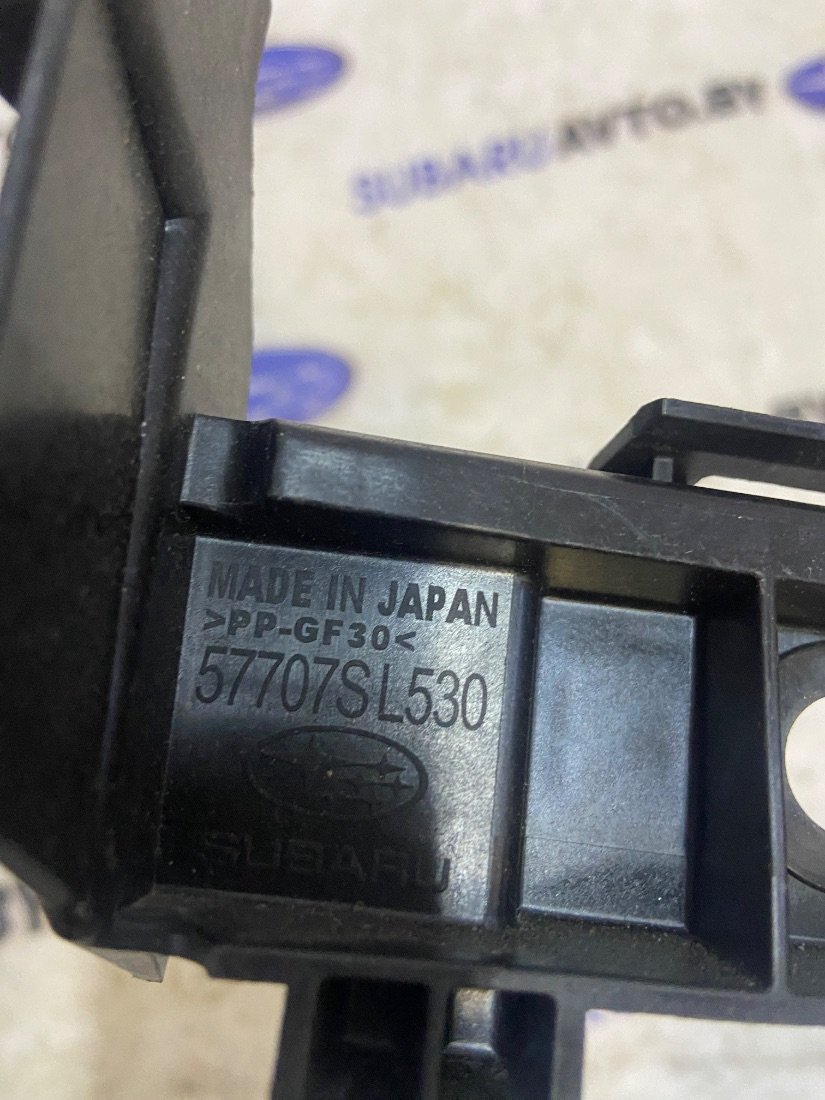 SUBARUAVTO.BY
MADE IN JAPAN
>PP-GF30<
57707SL530
SUBARU